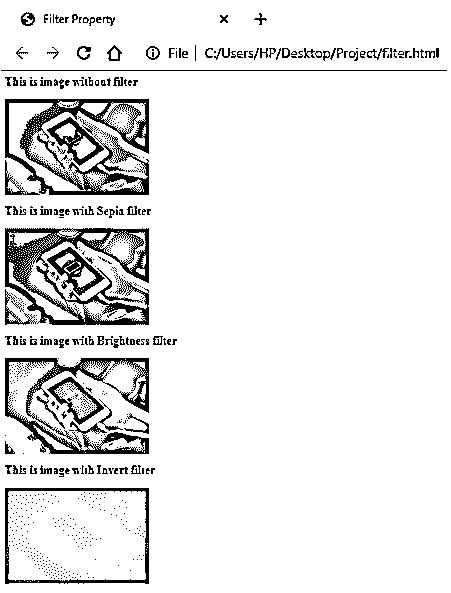 Filter Property
File | C:/Users/HP/Desktop/Project/filter.html
This is image without filter
This is image with Sepia filter
This is image with Brightness filter
This is image with Invert filter